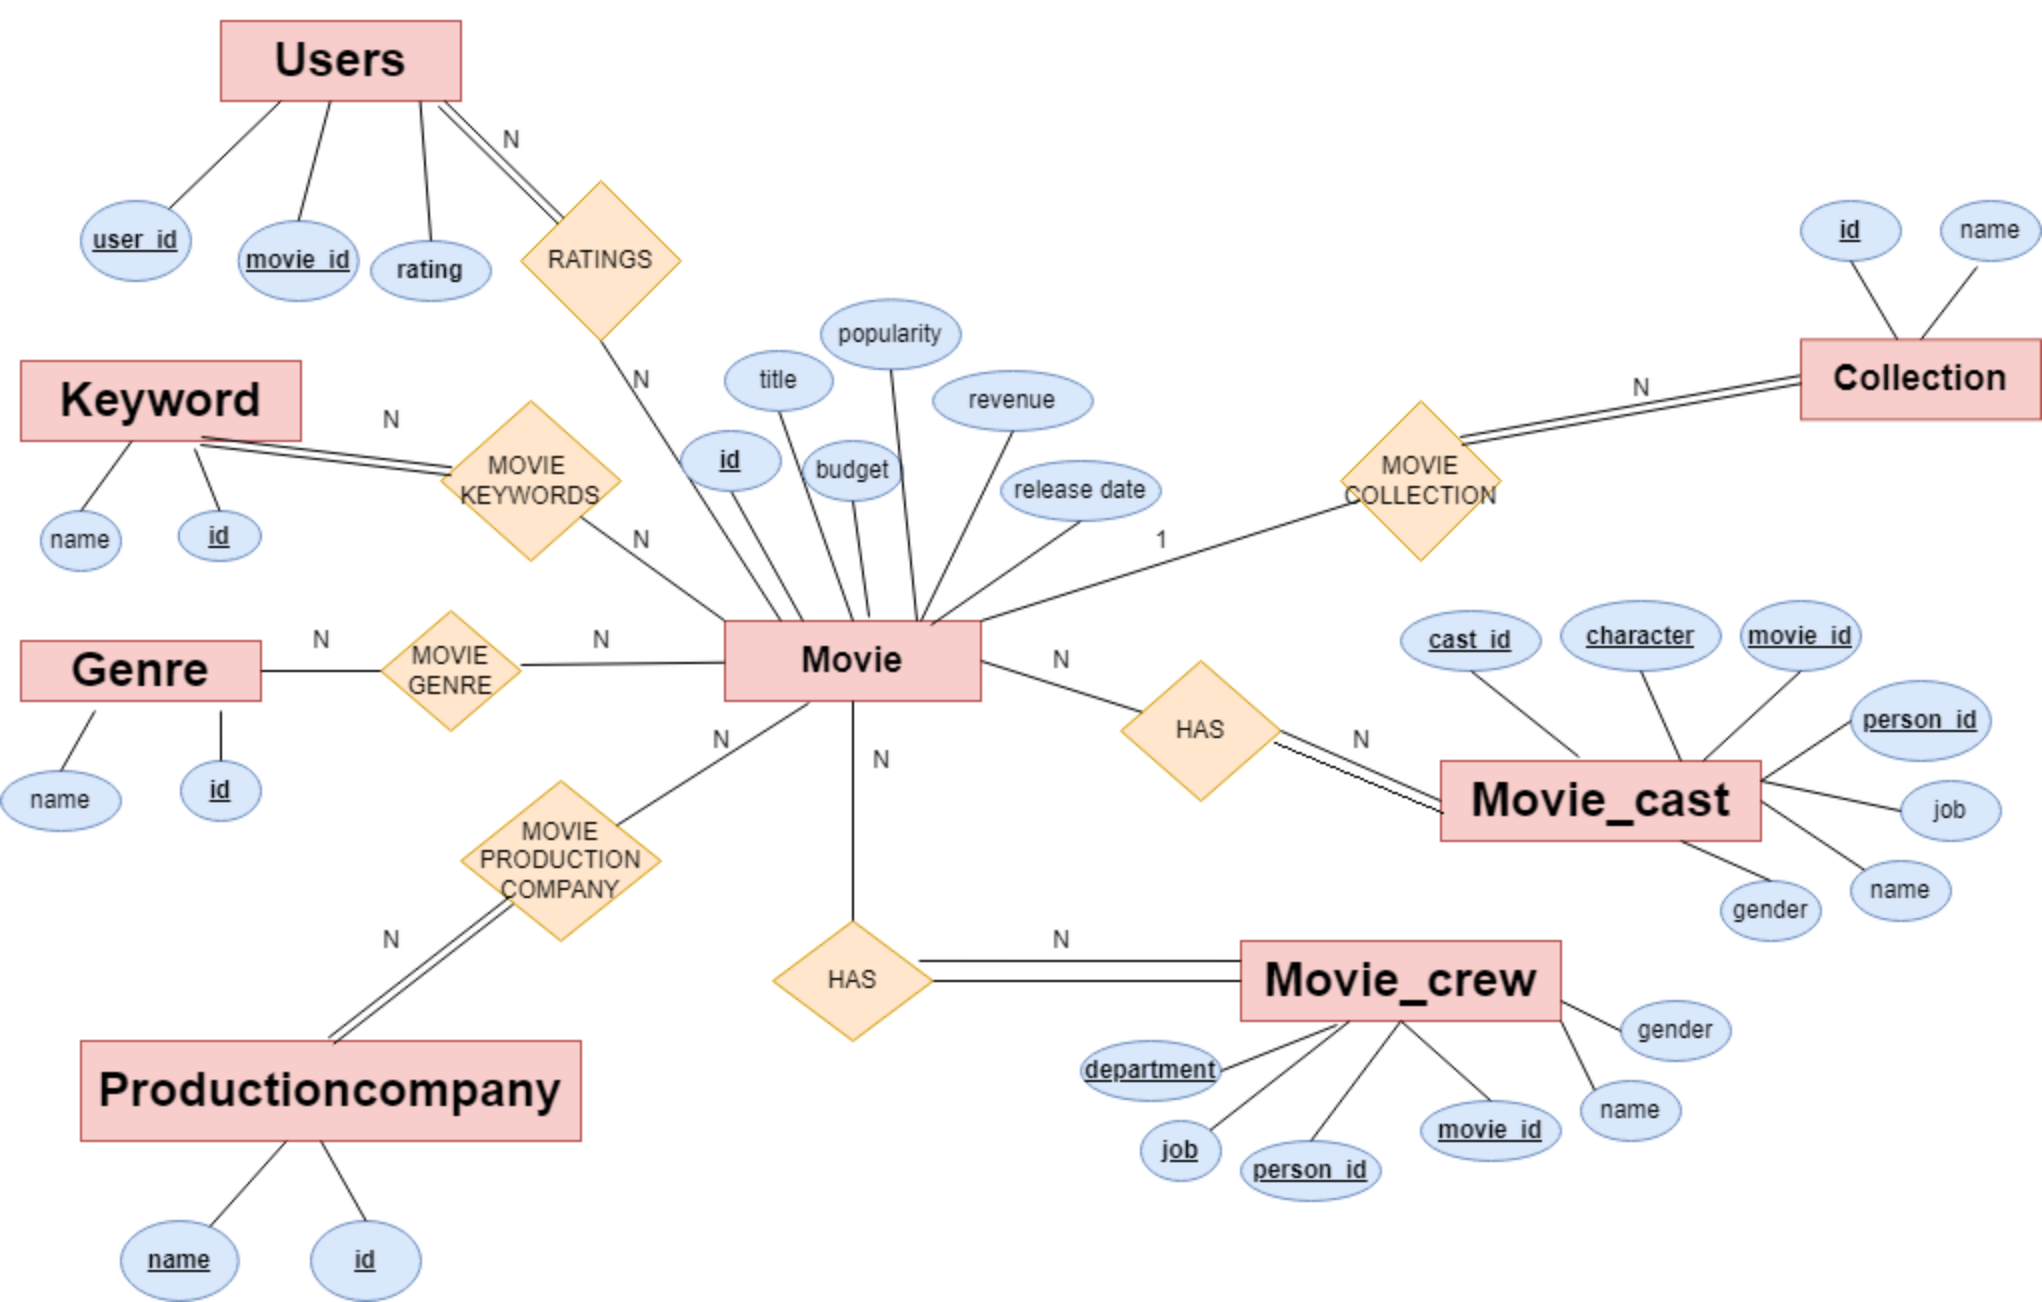 Users
N
user_id
movie_id
rating
RATINGS
N
id
name
Collection
N
MOVIE
COLLECTION
1
popularity
title
revenue
id
budget
release date
Keyword
N
MOVIE
KEYWORDS
N
name
id
Genre
N
MOVIE
GENRE
N
name
id
Movie
N
HAS
N
cast_id
character
movie_id
person_id
Movie_cast
job
name
gender
N
MOVIE
PRODUCTION
COMPANY
N
N
HAS
N
Movie_crew
gender
department
name
job
movie_id
person_id
Productioncompany
name
id